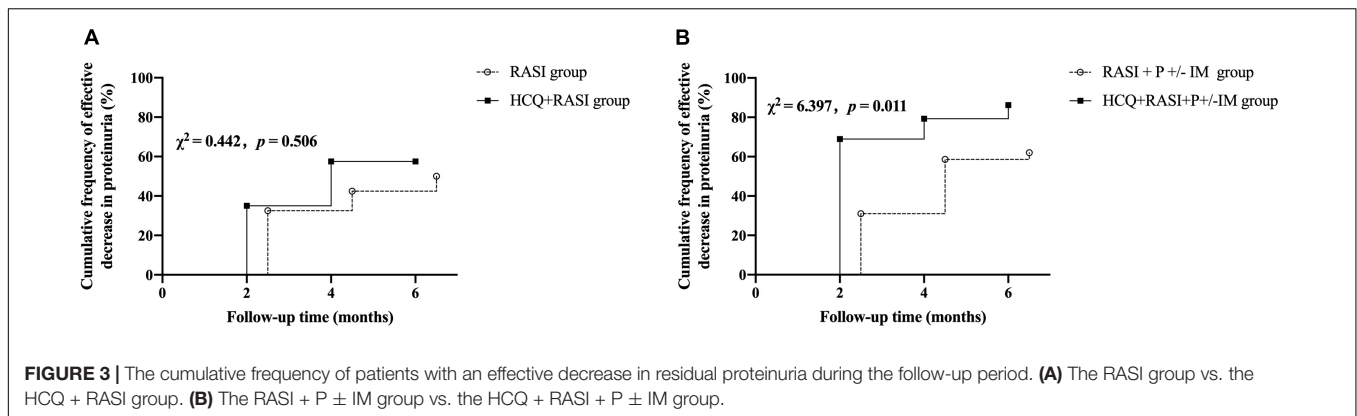 A
RASI group
HCQ+RASI group
Cumulative frequency of effective
decrease in proteinuria (%)
100
80
60
40
20
0
χ² = 0.442, p = 0.506
0 2 4 6
Follow-up time (months)
B
RASI + P +/- IM group
HCQ+RASI+P+/-IM group
Cumulative frequency of effective
decrease in proteinuria (%)
100
80
60
40
20
0
χ² = 6.397, p = 0.011
0 2 4 6
Follow-up time (months)
FIGURE 3 | The cumulative frequency of patients with an effective decrease in residual proteinuria during the follow-up period. (A) The RASI group vs. the
HCQ + RASI group. (B) The RASI + P ± IM group vs. the HCQ + RASI + P ± IM group.